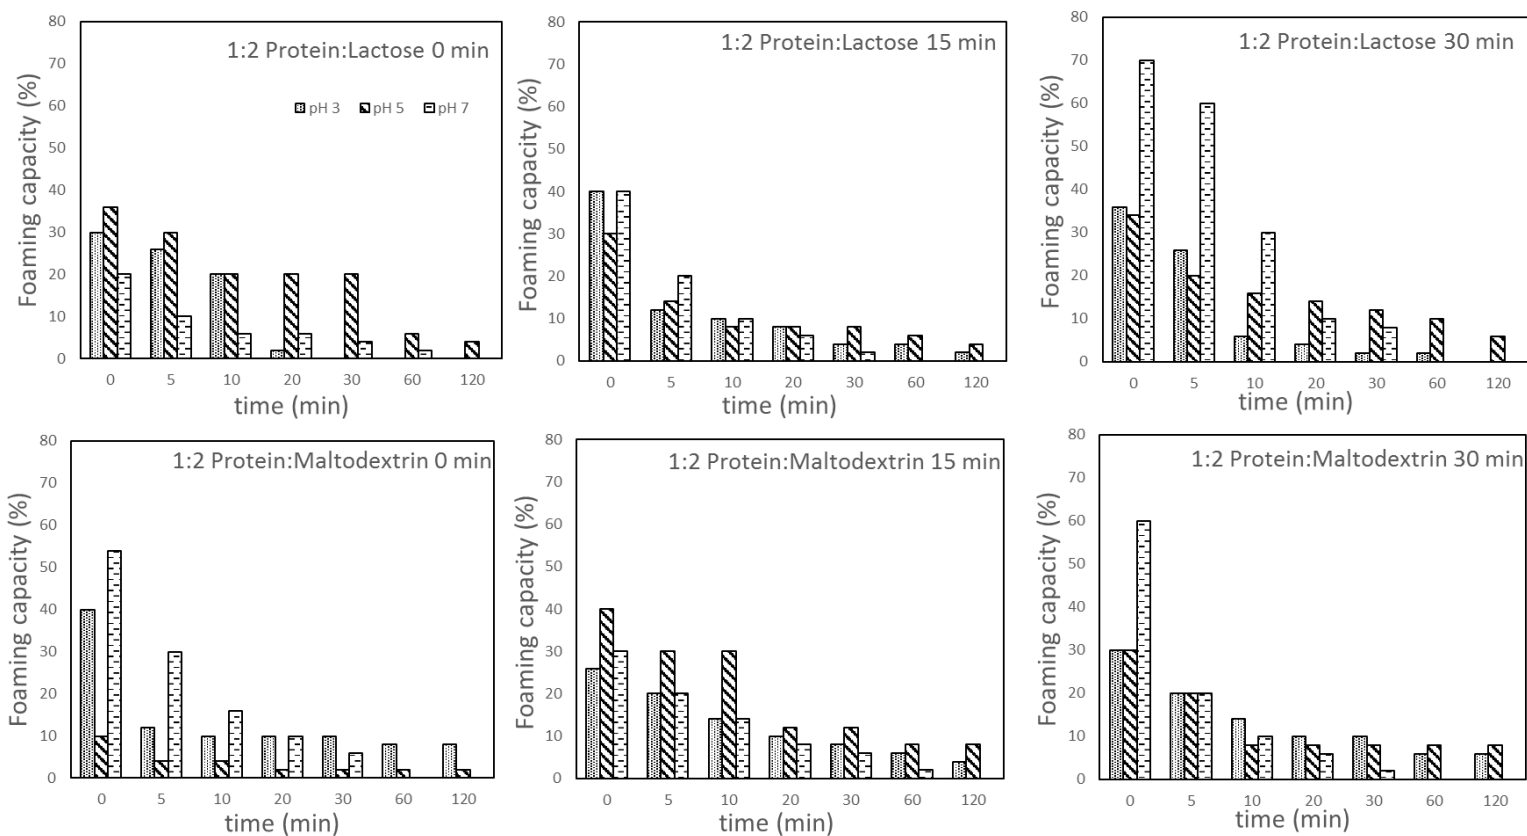 1:2 Protein:Lactose 0 min
pH 3 pH 5 pH 7
Foaming capacity (%)
80
70
60
50
40
30
20
10
0
0 5 10 20 30 60 120
time (min)
1:2 Protein:Lactose 15 min
Foaming capacity (%)
80
70
60
50
40
30
20
10
0
0 5 10 20 30 60 120
time (min)
1:2 Protein:Lactose 30 min
Foaming capacity (%)
80
70
60
50
40
30
20
10
0
0 5 10 20 30 60 120
time (min)
1:2 Protein:Maltodextrin 0 min
Foaming capacity (%)
80
70
60
50
40
30
20
10
0
0 5 10 20 30 60 120
time (min)
1:2 Protein:Maltodextrin 15 min
Foaming capacity (%)
80
70
60
50
40
30
20
10
0
0 5 10 20 30 60 120
time (min)
1:2 Protein:Maltodextrin 30 min
Foaming capacity (%)
80
70
60
50
40
30
20
10
0
0 5 10 20 30 60 120
time (min)